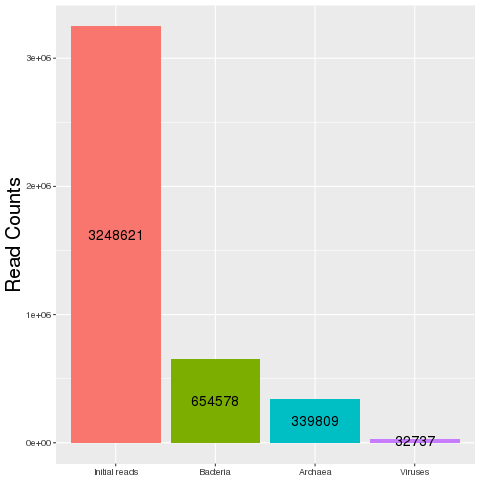 Read Counts
3e+06
2e+06
1e+06
0e+00
3248621
654578
339809
32737
Initial reads
Bacteria
Archaea
Viruses